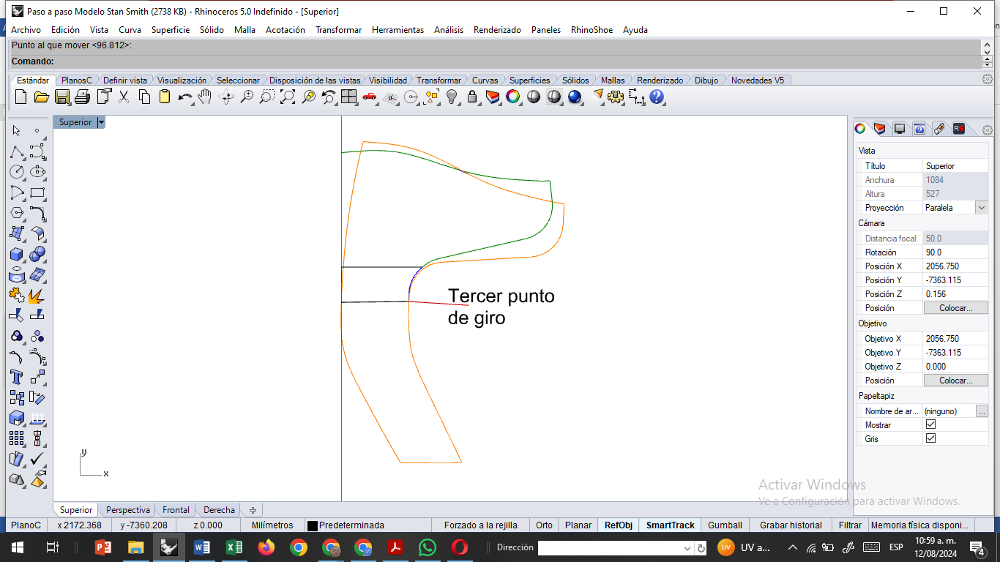 Paso a paso Modelo Stan Smith (2738 KB) - Rhinoceros 5.0 Indefinido - [Superior]
Archivo Edición Vista Curva Superficie Sólido Malla Acotación Transformar Herramientas Análisis Renderizado Paneles RhinoShoe Ayuda
Punto al que mover <96.812>:
Comando:
Estándar PlanosC Definir vista Visualización Seleccionar Disposición de las vistas Visibilidad Transformar Curvas Superficies Sólidos Mallas Renderizado Dibujo Novedades V5
Superior
Tercer punto
de giro
y
x
Vista
Título Superior
Anchura 1084
Altura 527
Proyección Paralela
Cámara
Distancia focal 50.0
Rotación 90.0
Posición X 2056.750
Posición Y -7363.115
Posición Z 0.156
Posición Colocar...
Objetivo
Objetivo X 2056.750
Objetivo Y -7363.115
Objetivo Z 0.000
Posición Colocar...
Papeltapiz
Nombre de ar... (ninguno) ...
Mostrar
Gris
Activar Windows
Ve a Configuración para activar Windows.
Superior Perspectiva Frontal Derecha
PlanoC x 2172.368 y -7360.208 z 0.000 Milímetros Predeterminada Forzado a la rejilla Orto Planar RefObj SmartTrack Gumball Grabar historial Filtrar Memoria física disponi...
Dirección UV UV a... ESP 10:59 a. m.
12/08/2024 4